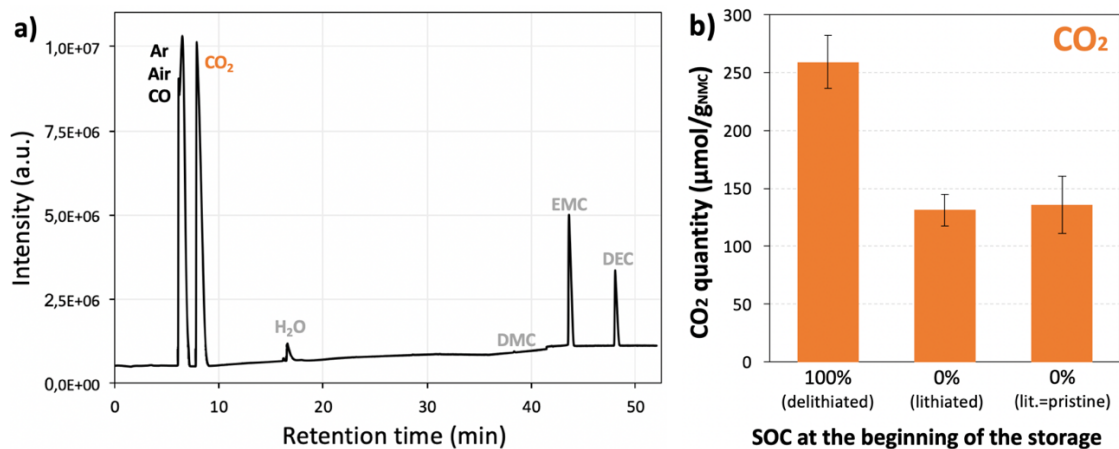 a)
Intensity (a.u.)
1,0E+07
7,5E+06
5,0E+06
2,5E+06
0,0E+00
Ar
Air
CO
CO₂
H₂O
DMC
EMC
DEC
0
10
20
30
40
50
Retention time (min)
b)
CO₂
CO₂ quantity (µmol/gNMC)
300
250
200
150
100
50
0
100%
(delithiated)
0%
(lithiated)
0%
(lit.=pristine)
SOC at the beginning of the storage